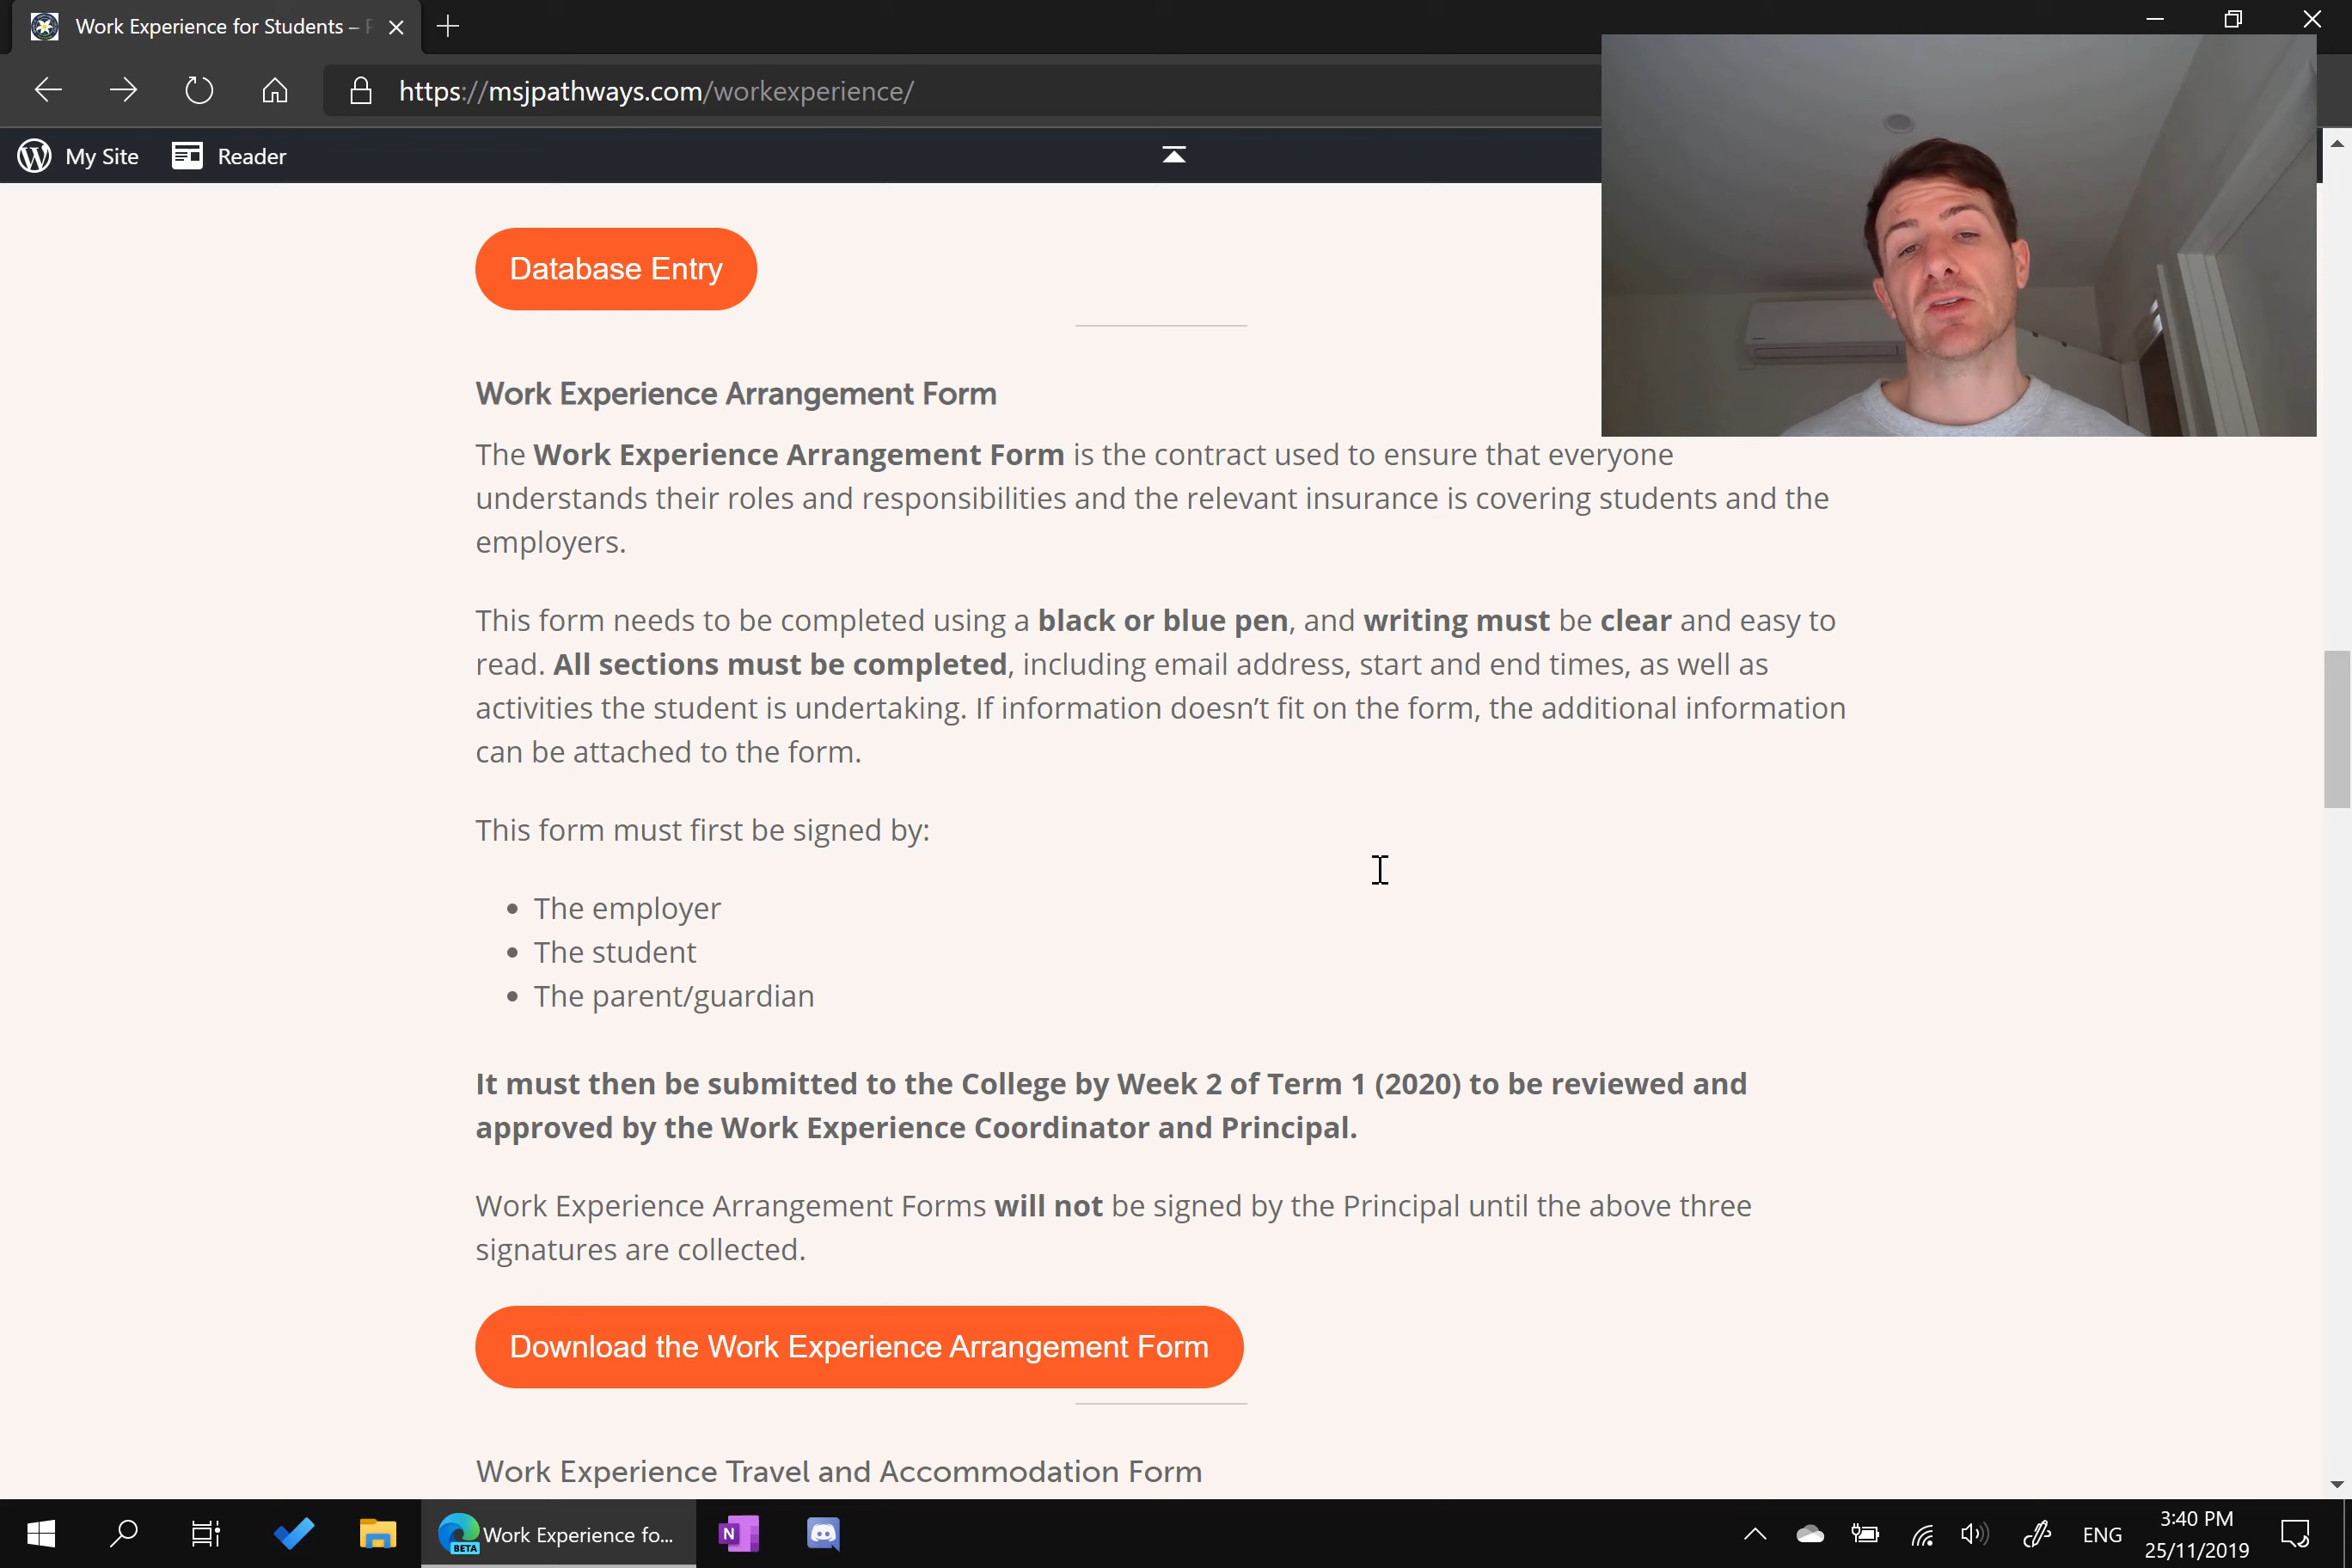 Work Experience for Students –
https://msjpathways.com/workexperience/
My Site
Reader
Database Entry
Work Experience Arrangement Form
The Work Experience Arrangement Form is the contract used to ensure that everyone
understands their roles and responsibilities and the relevant insurance is covering students and the
employers.
This form needs to be completed using a black or blue pen, and writing must be clear and easy to
read. All sections must be completed, including email address, start and end times, as well as
activities the student is undertaking. If information doesn’t fit on the form, the additional information
can be attached to the form.
This form must first be signed by:
• The employer
• The student
• The parent/guardian
It must then be submitted to the College by Week 2 of Term 1 (2020) to be reviewed and
approved by the Work Experience Coordinator and Principal.
Work Experience Arrangement Forms will not be signed by the Principal until the above three
signatures are collected.
Download the Work Experience Arrangement Form
Work Experience Travel and Accommodation Form
BETA
Work Experience fo...
N
ENG
3:40 PM
25/11/2019